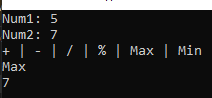 Num1: 5
Num2: 7
+ | - | / | % | Max | Min
Max
7